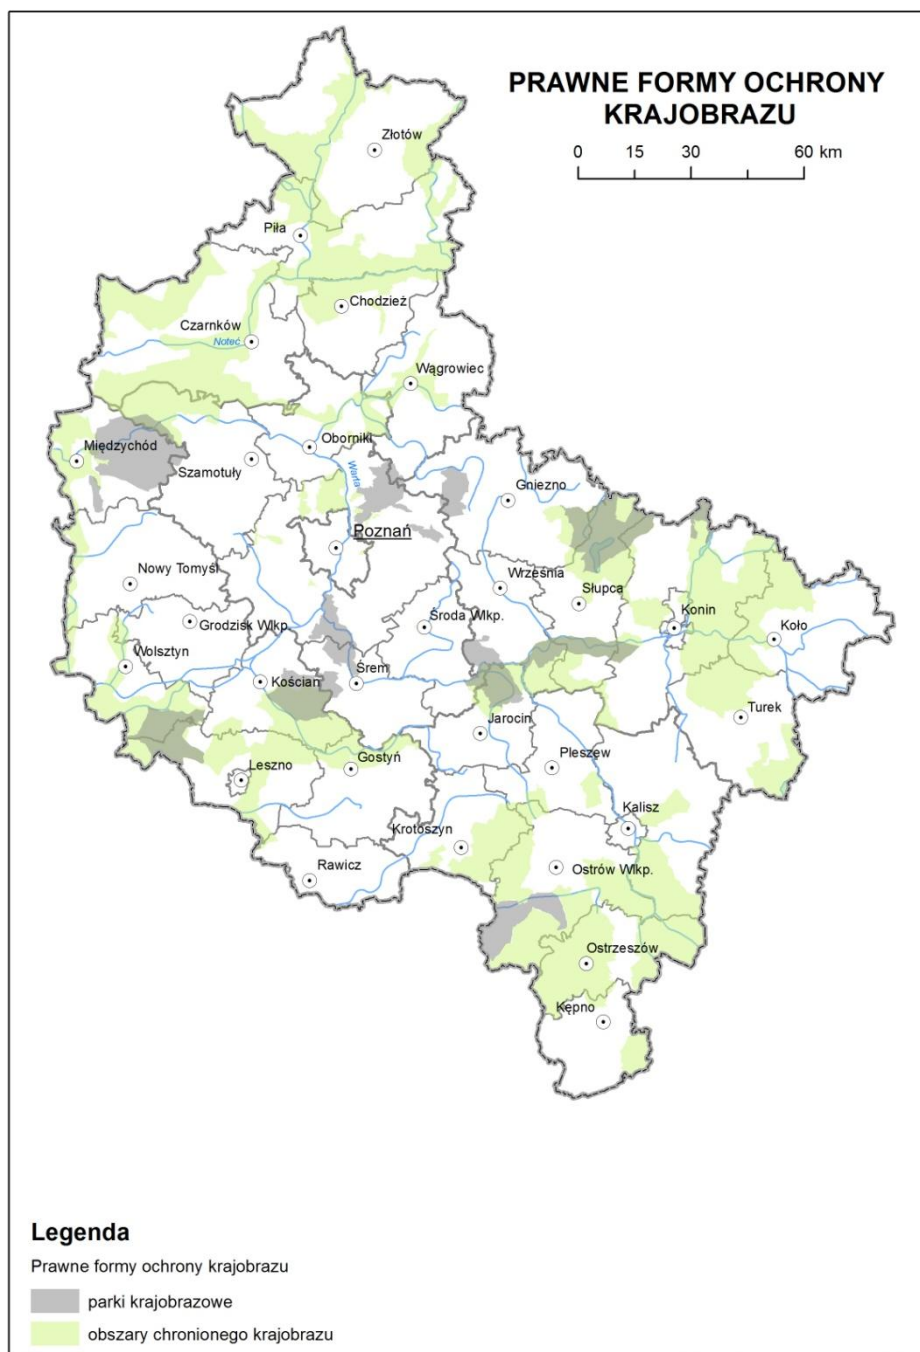 PRAWNE FORMY OCHRONY
KRAJOBRAZU
0 15 30 60 km
Złotów
Piła
Chodzież
Czarnków
Noteć
Wągrowiec
Oborniki
Międzychód
Szamotuły
Warta
Gniezno
Poznań
Nowy Tomyśl
Września
Słupca
Grodzisk Wlkp.
Środa Wlkp.
Konin
Koło
Wolsztyn
Kościan
Śrem
Turek
Jarocin
Gostyń
Pleszew
Leszno
Kalisz
Krotoszyn
Rawicz
Ostrów Wlkp.
Ostrzeszów
Kępno
Legenda
Prawne formy ochrony krajobrazu
parki krajobrazowe
obszary chronionego krajobrazu